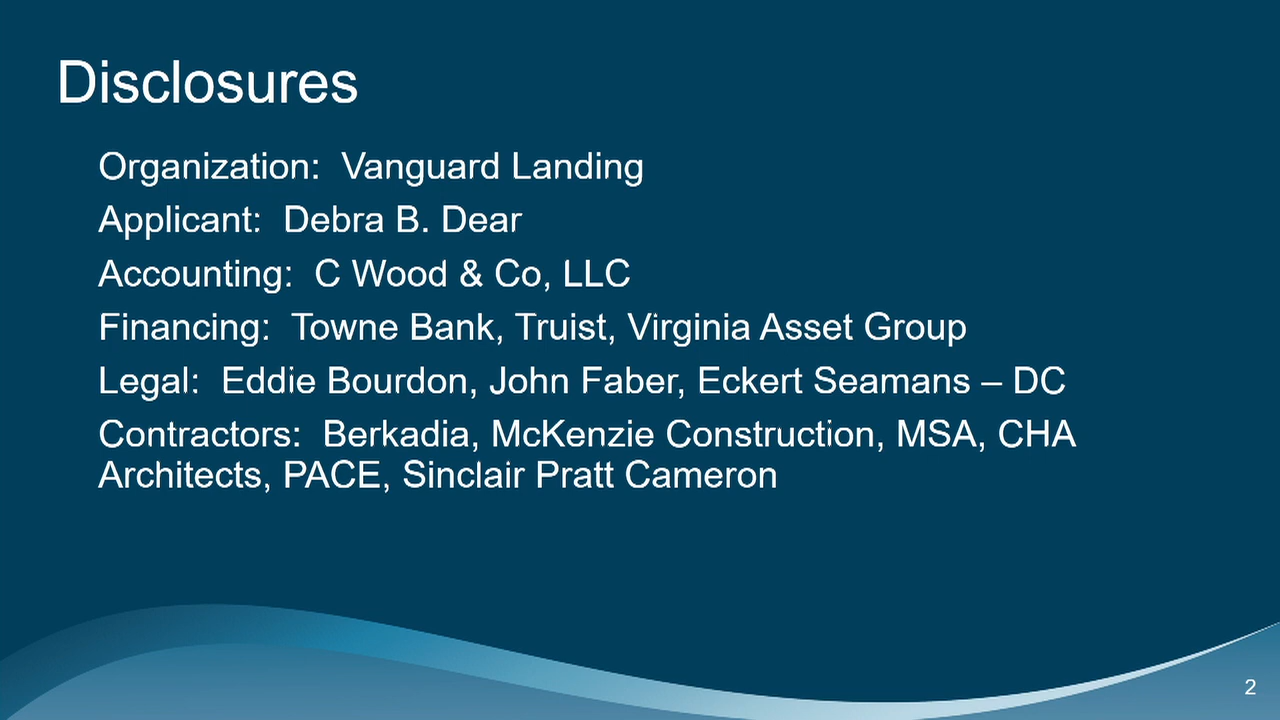 Disclosures
Organization:  Vanguard Landing
Applicant:  Debra B. Dear
Accounting:  C Wood & Co, LLC
Financing:  Towne Bank, Truist, Virginia Asset Group
Legal:  Eddie Bourdon, John Faber, Eckert Seamans – DC
Contractors:  Berkadia, McKenzie Construction, MSA, CHA
Architects, PACE, Sinclair Pratt Cameron
2